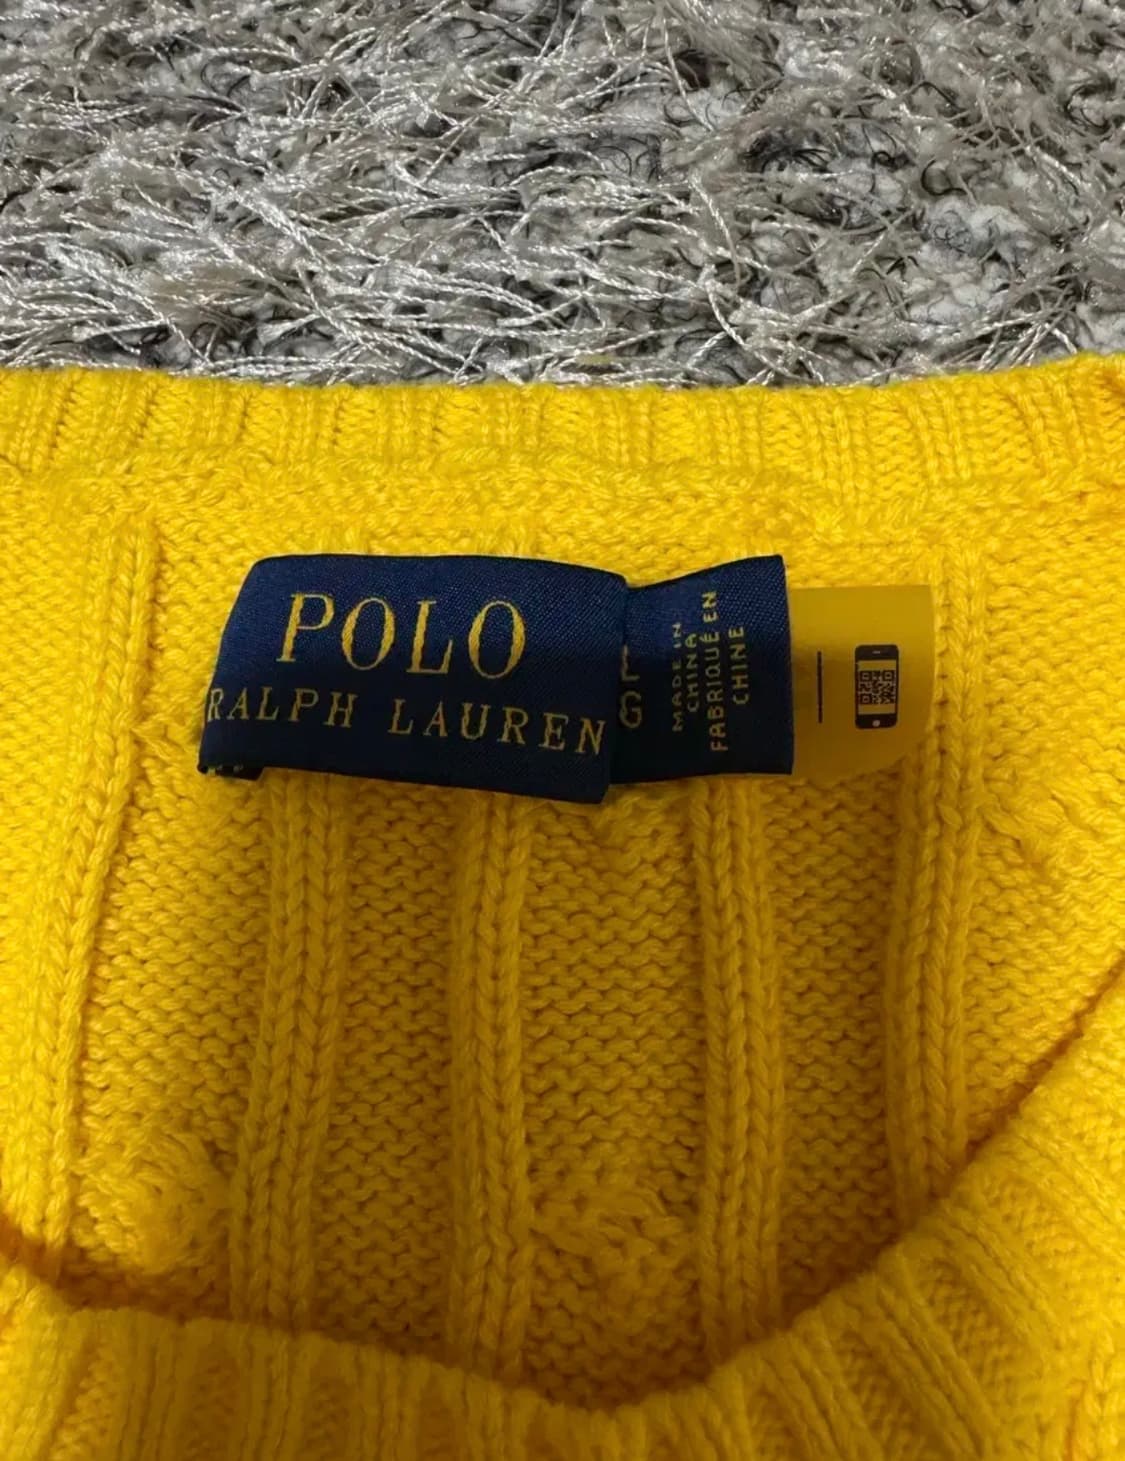 POLO
RALPH LAUREN
MADE IN
CHINA
FABRIQUÉ EN
CHINE